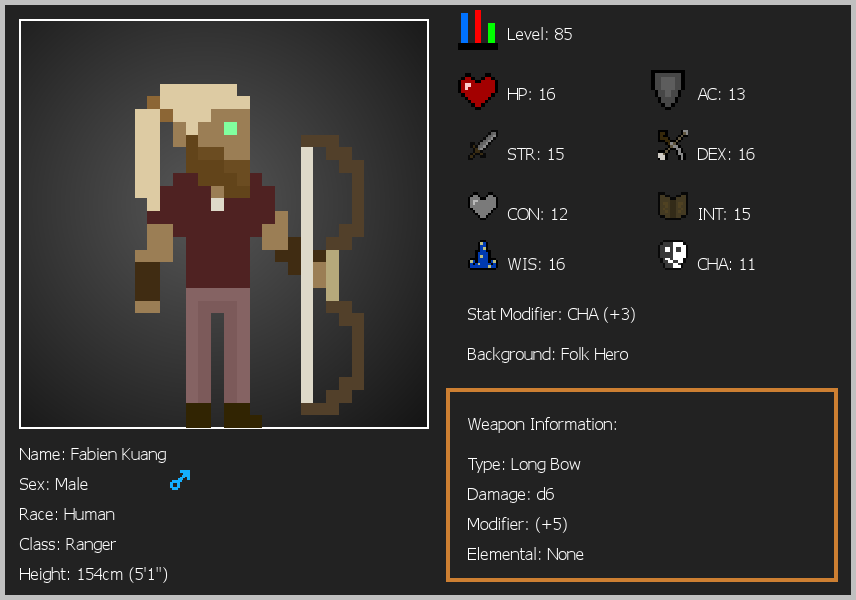 Level: 85
HP: 16
AC: 13
STR: 15
DEX: 16
CON: 12
INT: 15
WIS: 16
CHA: 11
Stat Modifier: CHA (+3)
Background: Folk Hero
Weapon Information:
Type: Long Bow
Damage: d6
Modifier: (+5)
Elemental: None
Name: Fabien Kuang
Sex: Male
Race: Human
Class: Ranger
Height: 154cm (5'1")